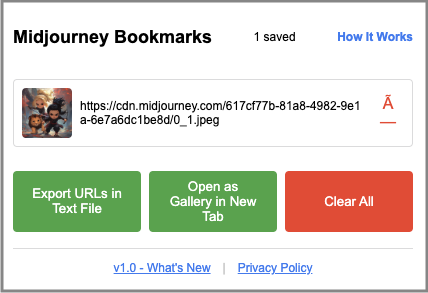 Midjourney Bookmarks 1 saved How It Works
https://cdn.midjourney.com/617cf77b-81a8-4982-9e1
a-6e7a6dc1be8d/0_1.jpeg
Ã
—
Export URLs in
Text File
Open as
Gallery in New
Tab
Clear All
v1.0 - What's New | Privacy Policy